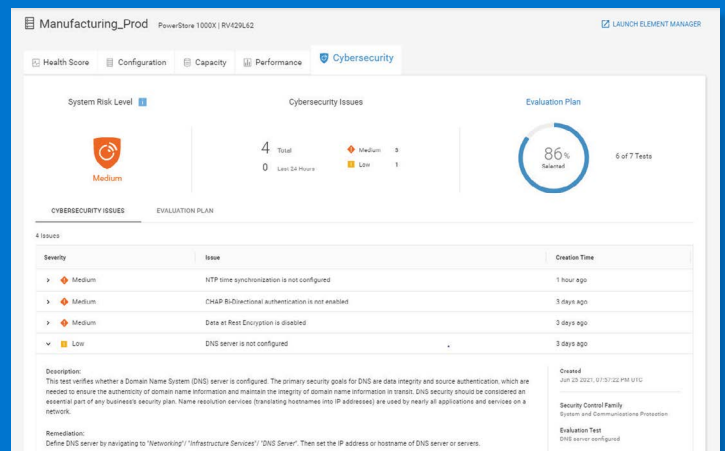 Manufacturing_Prod PowerStore 1000X | RV429L62
LAUNCH ELEMENT MANAGER
Health Score Configuration Capacity Performance Cybersecurity
System Risk Level Cybersecurity Issues Evaluation Plan
4 Total Medium 3
86% Selected 6 of 7 Tests
0 Last 24 Hours Low 1
Medium
CYBERSECURITY ISSUES EVALUATION PLAN
4 Issues
Severity Issue Creation Time
Medium NTP time synchronization is not configured 1 hour ago
Medium CHAP Bi-Directional authentication is not enabled 3 days ago
Medium Data at Rest Encryption is disabled 3 days ago
Low DNS server is not configured 3 days ago
Description:
This test verifies whether a Domain Name System (DNS) server is configured. The primary security goals for DNS are data integrity and source authentication, which are
needed to ensure the authenticity of domain name information and maintain the integrity of domain name information in transit. DNS security should be considered an
essential part of any business's security plan. Name resolution services (translating hostnames into IP addresses) are used by nearly all applications and services on a
network.
Remediation:
Define DNS server by navigating to "Networking"/ "Infrastructure Services"/ "DNS Server". Then set the IP address or hostname of DNS server or servers.
Created
Jun 25 2021, 07:57:22 PM UTC
Security Control Family
System and Communications Protection
Evaluation Test
DNS server configured